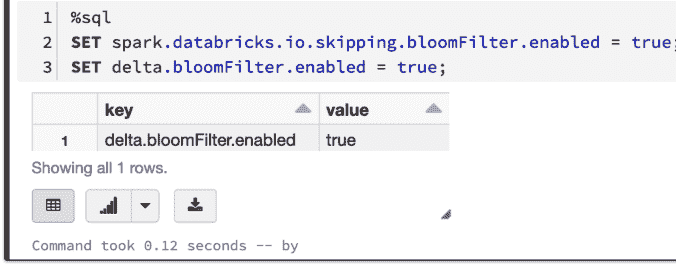 1 %sql
2 SET spark.databricks.io.skipping.bloomFilter.enabled = true;
3 SET delta.bloomFilter.enabled = true;
key value
1 delta.bloomFilter.enabled true
Showing all 1 rows.
Command took 0.12 seconds -- by